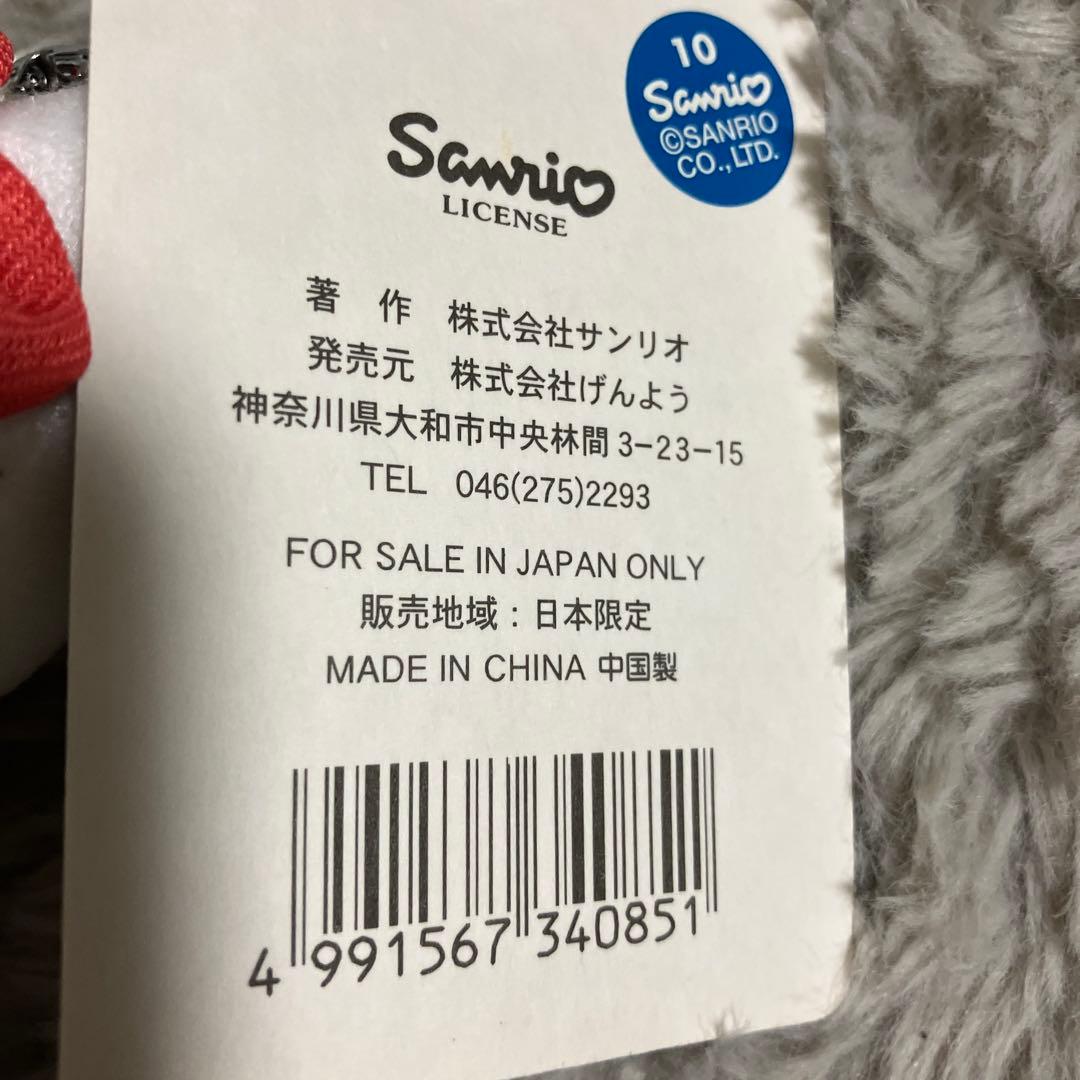 10
Sanrio
©SANRIO
CO., LTD.
Sanrio
LICENSE
著 作 株式会社サンリオ
発売元 株式会社げんよう
神奈川県大和市中央林間3-23-15
TEL 046(275)2293
FOR SALE IN JAPAN ONLY
販売地域：日本限定
MADE IN CHINA 中国製
4 991567 340851